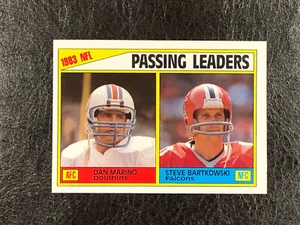 1983 NFL
PASSING LEADERS
AFC
DAN MARINO
Dolphins
STEVE BARTKOWSKI
Falcons
NFC